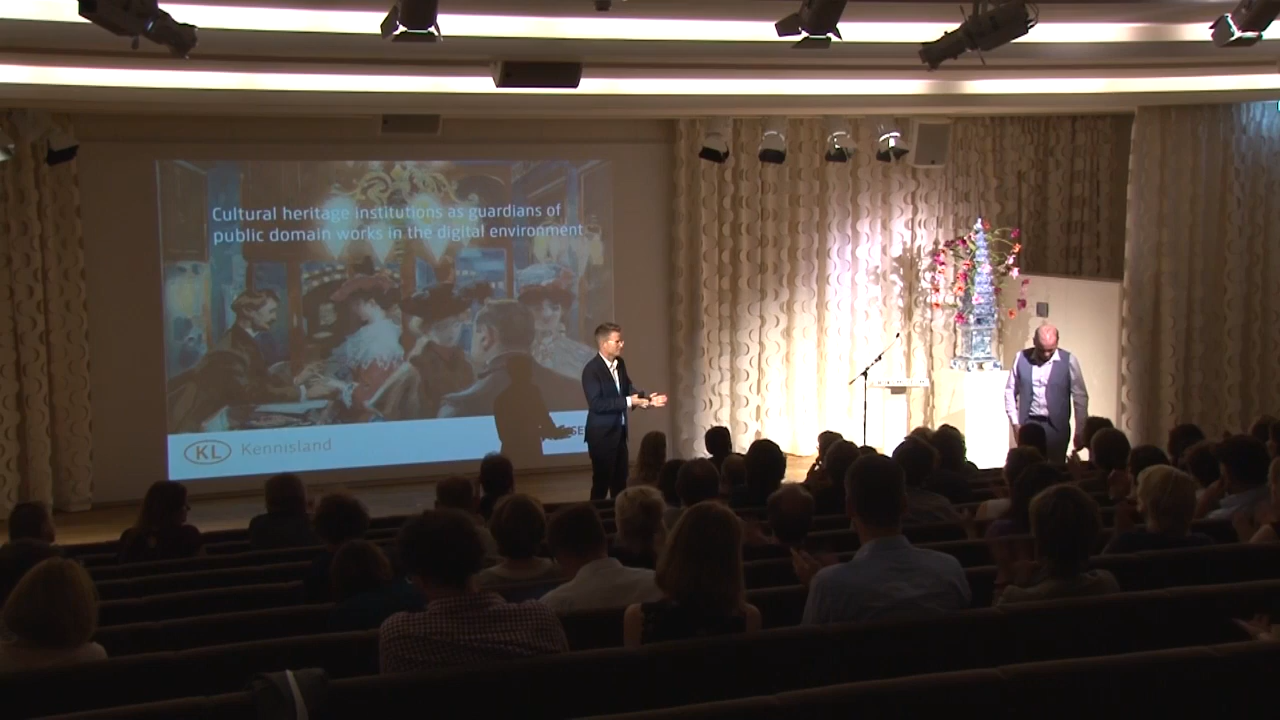 Cultural heritage institutions as guardians of
public domain works in the digital environment
KL Kennisland